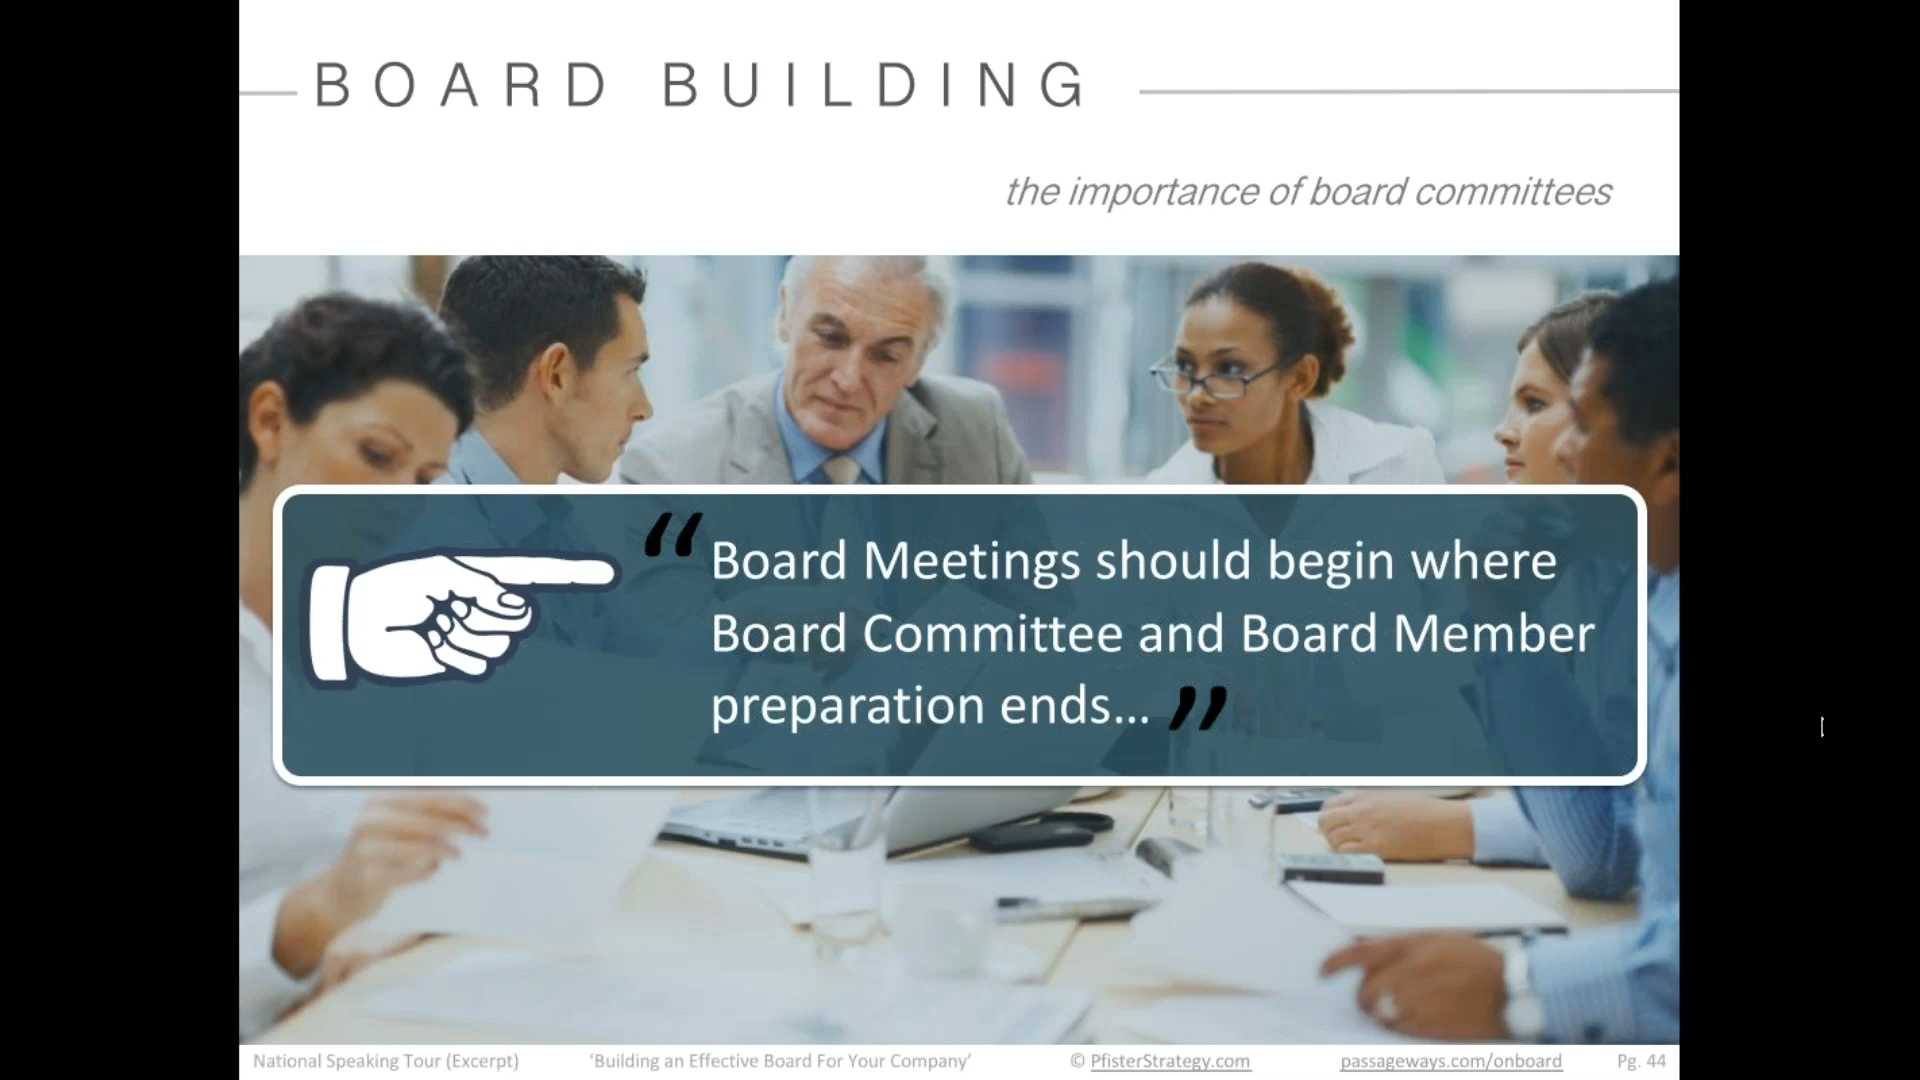 BOARD BUILDING
the importance of board committees
“ Board Meetings should begin where
Board Committee and Board Member
preparation ends... ”
National Speaking Tour (Excerpt) ‘Building an Effective Board For Your Company’ © PfisterStrategy.com passageways.com/onboard Pg. 44